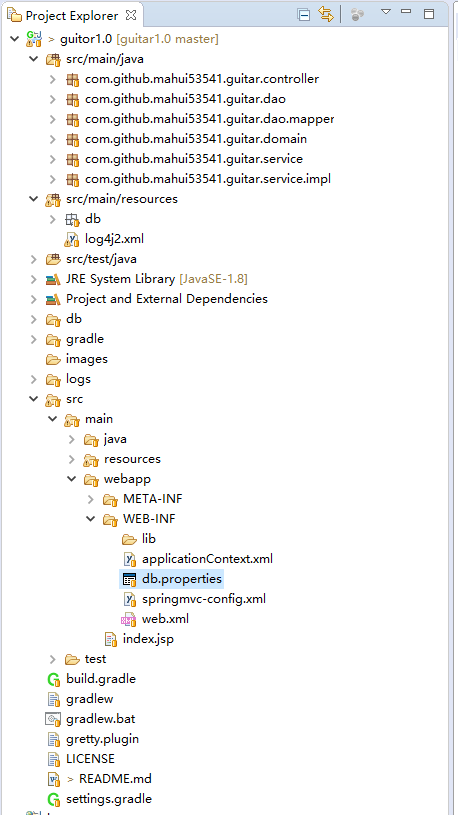 Project Explorer
> guitor1.0 [guitar1.0 master]
src/main/java
com.github.mahui53541.guitar.controller
com.github.mahui53541.guitar.dao
com.github.mahui53541.guitar.dao.mapper
com.github.mahui53541.guitar.domain
com.github.mahui53541.guitar.service
com.github.mahui53541.guitar.service.impl
src/main/resources
db
log4j2.xml
src/test/java
JRE System Library [JavaSE-1.8]
Project and External Dependencies
db
gradle
images
logs
src
main
java
resources
webapp
META-INF
WEB-INF
lib
applicationContext.xml
db.properties
springmvc-config.xml
web.xml
index.jsp
test
build.gradle
gradlew
gradlew.bat
gretty.plugin
LICENSE
> README.md
settings.gradle